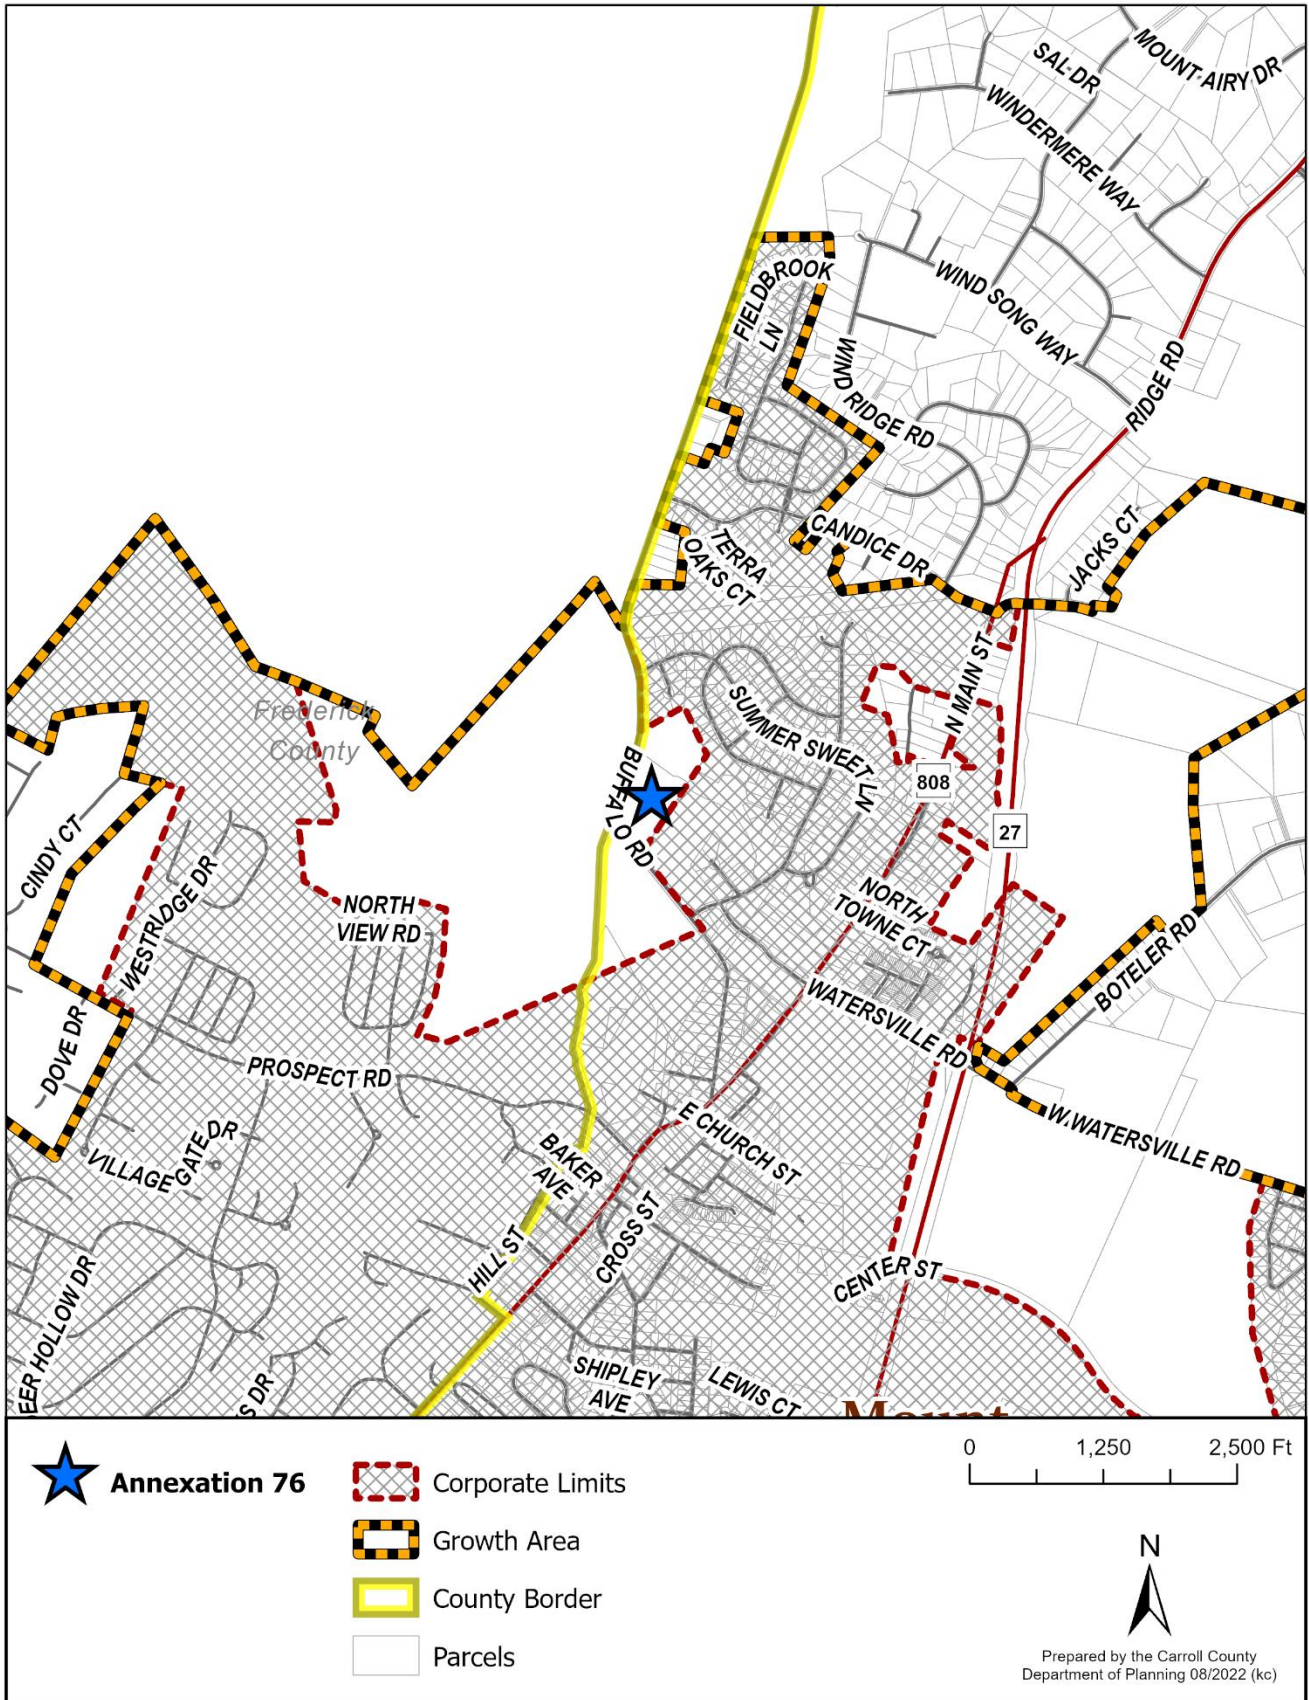 MOUNT AIRY DR
SAL DR
WINDERMERE WAY
WIND SONG WAY
FIELDBROOK
LN
WIND RIDGE RD
RIDGE RD
JACKS CT
CANDICE DR
TERRA
OAKS CT
N MAIN ST
Frederick
County
SUMMER SWEET LN
BUFFALO RD
808
27
CINDY CT
WESTRIDGE DR
NORTH
VIEW RD
NORTH
TOWNE CT
BOTELER RD
WATERSVILLE RD
DOVE DR
PROSPECT RD
W WATERSVILLE RD
E CHURCH ST
VILLAGE GATE DR
BAKER
AVE
CROSS ST
HILL ST
CENTER ST
EER HOLLOW DR
S DR
SHIPLEY
AVE
LEWIS CT
Mount
Annexation 76
Corporate Limits
Growth Area
County Border
Parcels
0 1,250 2,500 Ft
N
Prepared by the Carroll County
Department of Planning 08/2022 (kc)